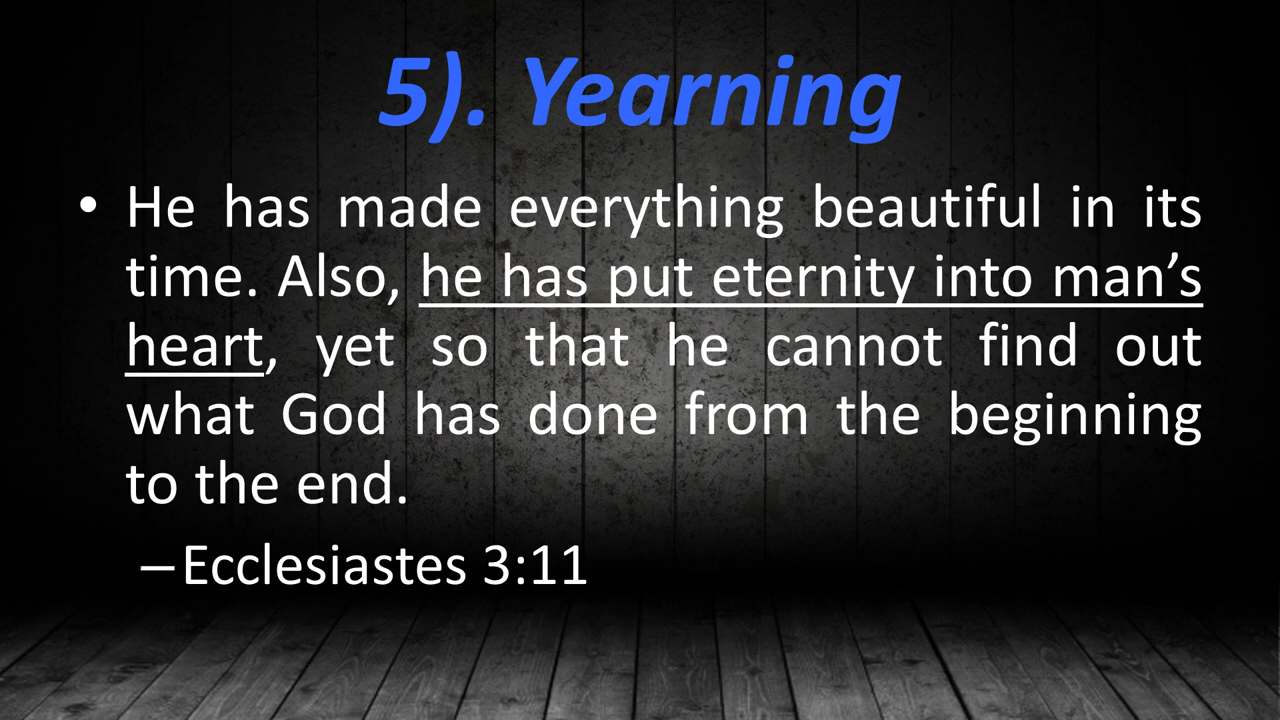 5). Yearning
• He has made everything beautiful in its
time. Also, he has put eternity into man’s
heart, yet so that he cannot find out
what God has done from the beginning
to the end.
–Ecclesiastes 3:11